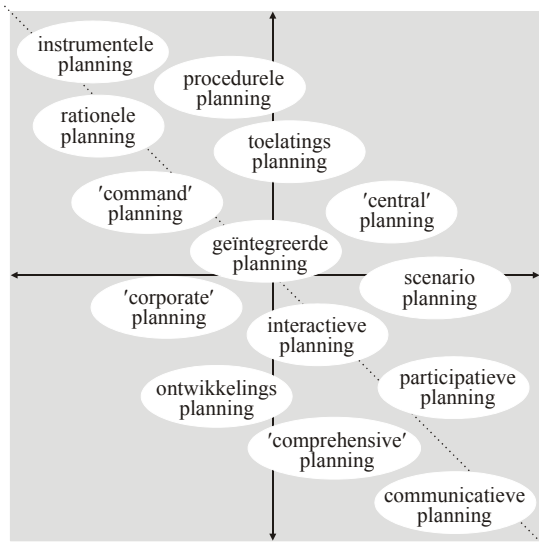 instrumentele
planning
procedurele
planning
rationele
planning
toelatings
planning
'command'
planning
'central'
planning
geïntegreerde
planning
scenario
planning
'corporate'
planning
interactieve
planning
participatieve
planning
ontwikkelings
planning
'comprehensive'
planning
communicatieve
planning